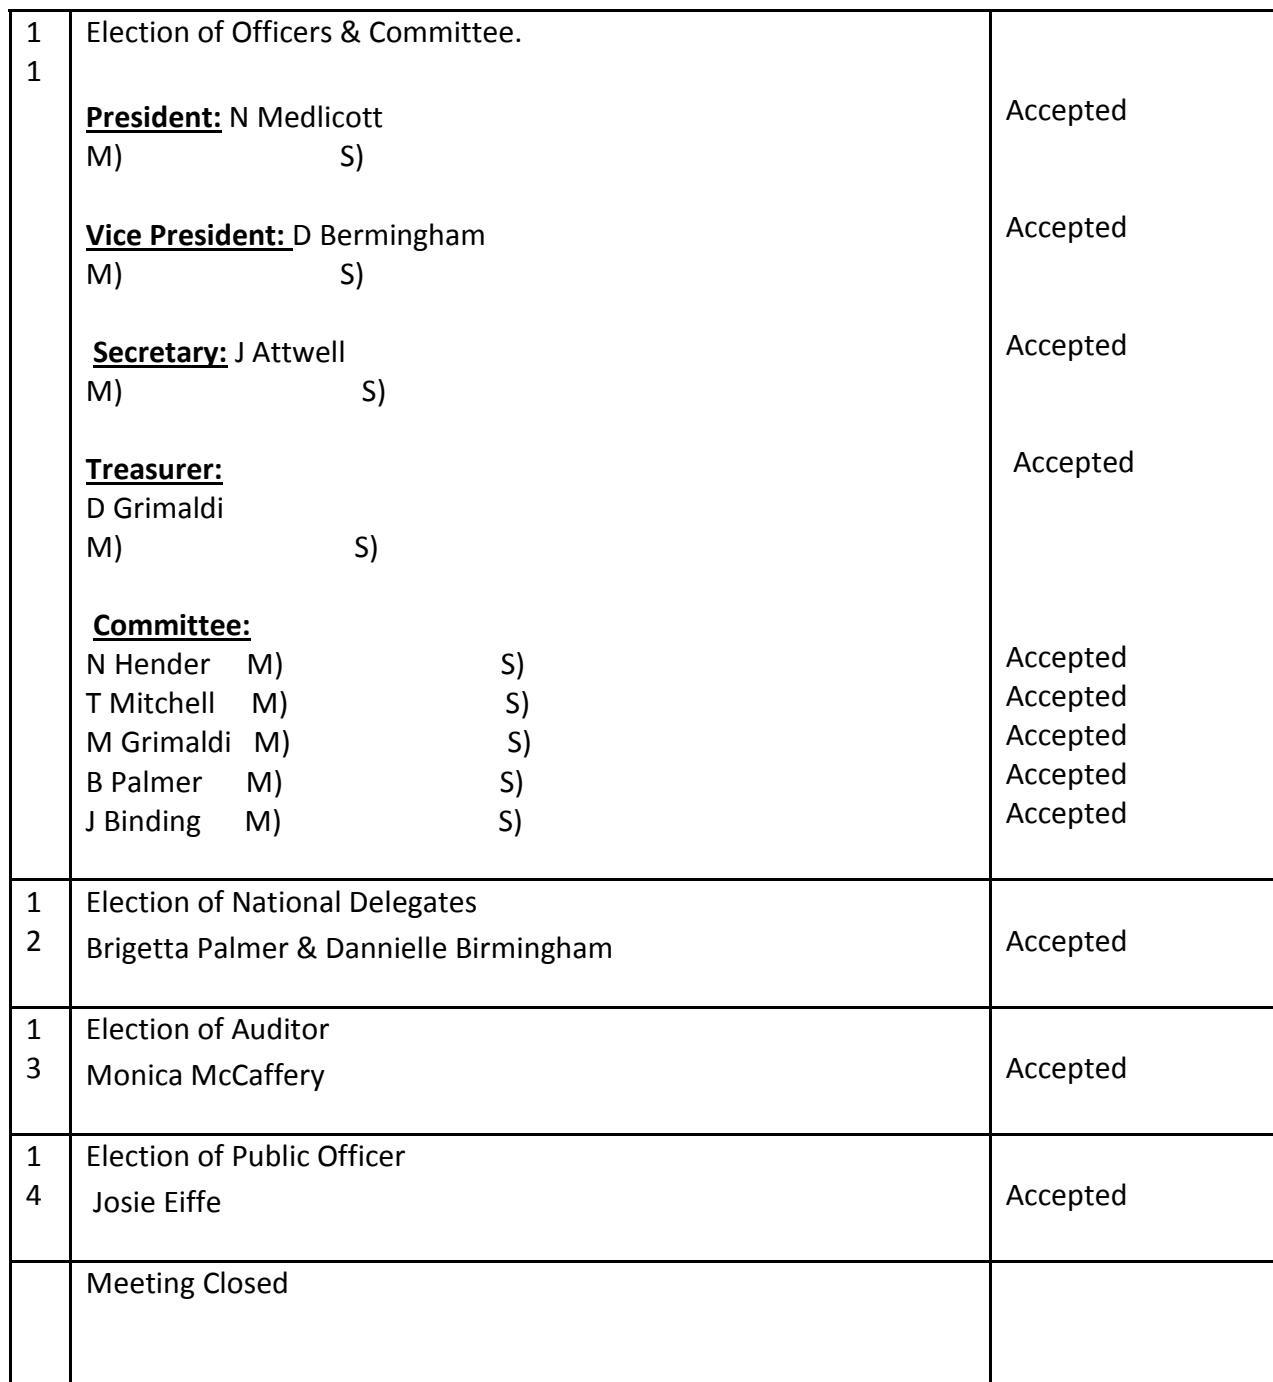 1 Election of Officers & Committee.
1
President: N Medlicott Accepted
M) S)
Vice President: D Bermingham Accepted
M) S)
Secretary: J Attwell Accepted
M) S)
Treasurer: Accepted
D Grimaldi
M) S)
Committee:
N Hender M) S) Accepted
T Mitchell M) S) Accepted
M Grimaldi M) S) Accepted
B Palmer M) S) Accepted
J Binding M) S) Accepted
1 Election of National Delegates
2 Brigetta Palmer & Dannielle Birmingham Accepted
1 Election of Auditor
3 Monica McCaffery Accepted
1 Election of Public Officer
4 Josie Eiffe Accepted
Meeting Closed